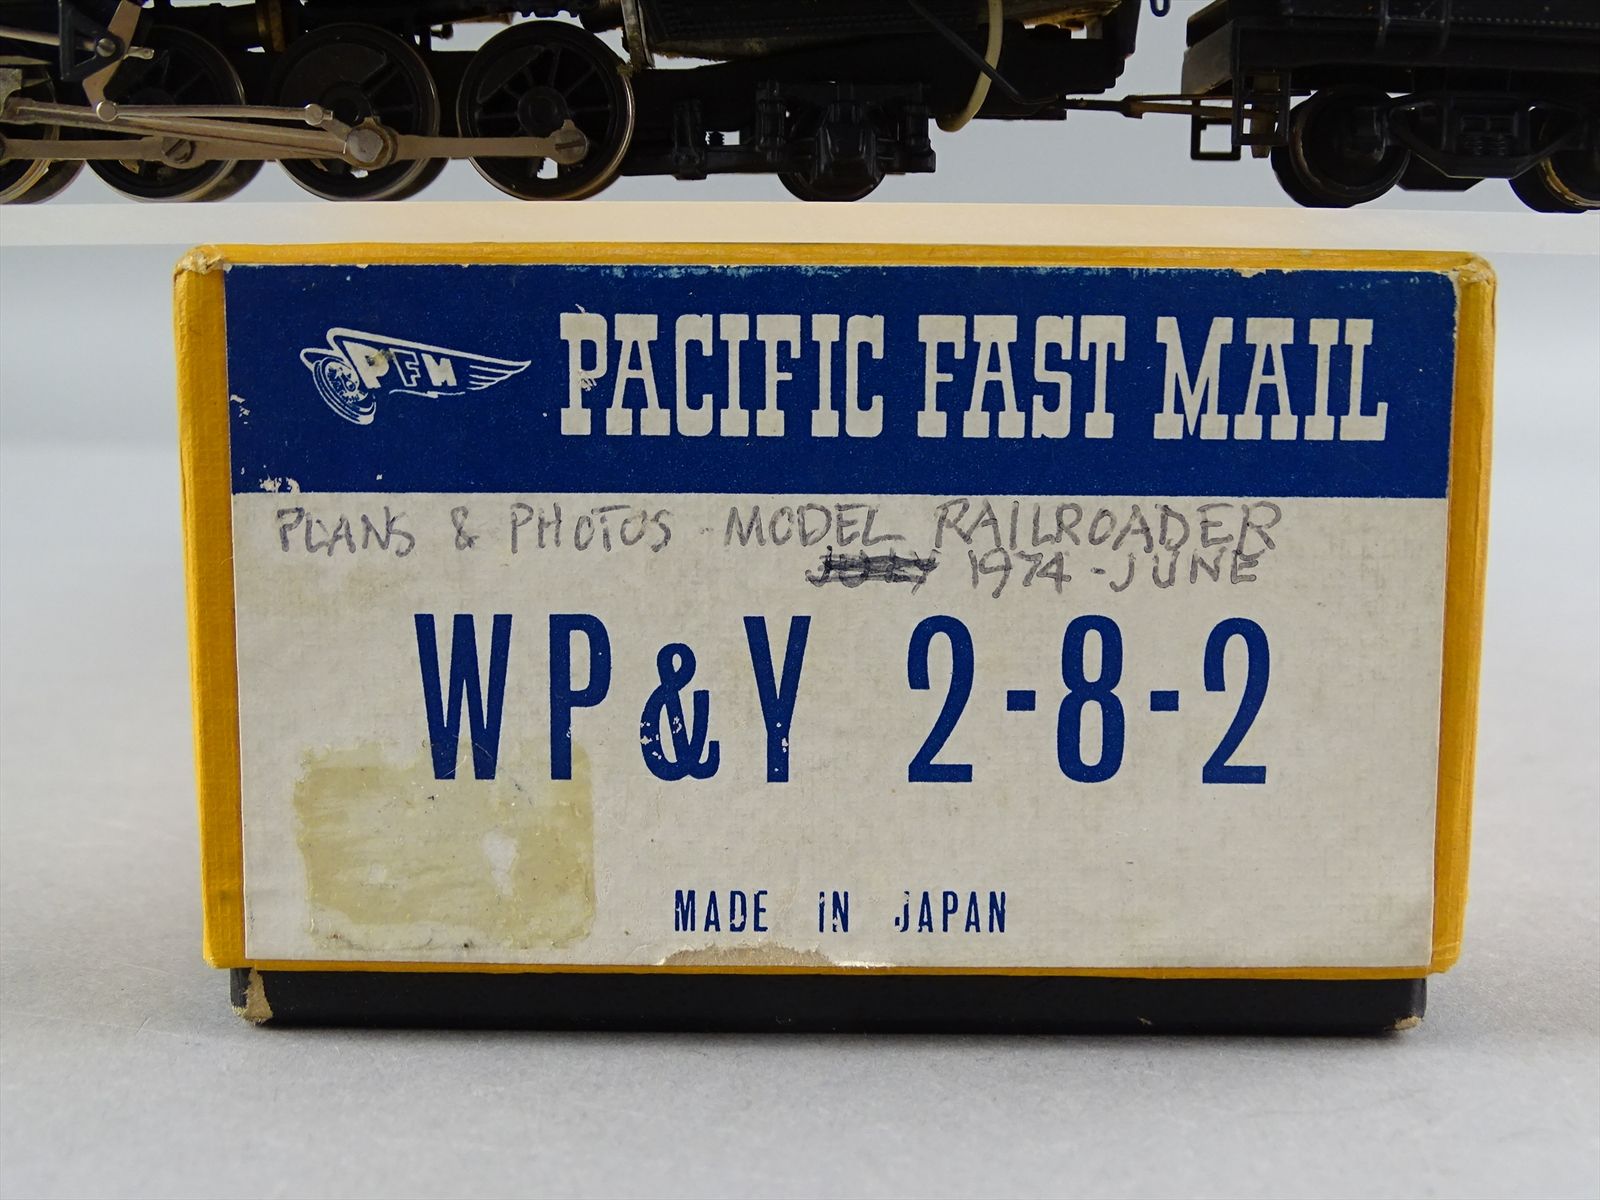 PFM PACIFIC FAST MAIL
PLANS & PHOTOS - MODEL RAILROADER
JULY 1974 - JUNE
WP&Y 2-8-2
MADE IN JAPAN